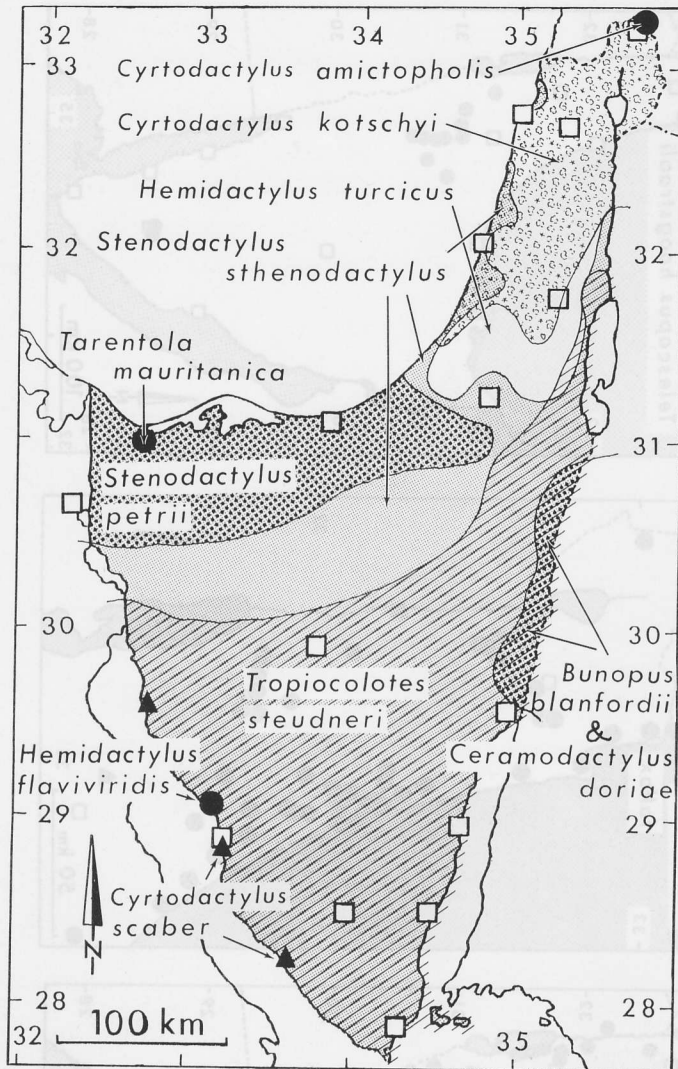 32
33
34
35
33
33
Cyrtodactylus amictopholis
Cyrtodactylus kotschyi
Hemidactylus turcicus
32
32
Stenodactylus
sthenodactylus
Tarentola
mauritanica
31
31
Stenodactylus
petrii
30
30
Tropiocolotes
steudneri
Bunopus
blanfordii
&
Ceramodactylus
doriae
Hemidactylus
flaviviridis
29
29
Cyrtodactylus
scaber
N
28
28
32
100 km
35